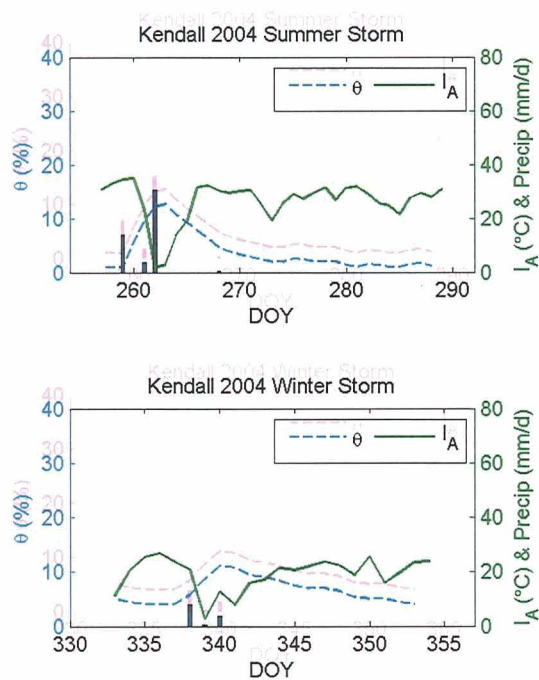 Kendall 2004 Summer Storm
40
30
20
10
0
θ (%)
θ
I_A
80
60
40
20
0
I_A (°C) & Precip (mm/d)
260
270
280
290
DOY
Kendall 2004 Winter Storm
40
30
20
10
0
θ (%)
θ
I_A
80
60
40
20
0
I_A (°C) & Precip (mm/d)
330
335
340
345
350
355
DOY